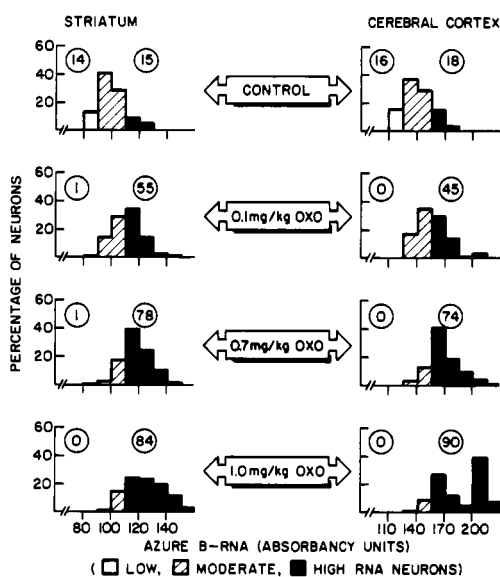 STRIATUM CEREBRAL CORTEX
PERCENTAGE OF NEURONS
60 14 15 CONTROL 16 18
40
20
60 1 55 0.1mg/kg OXO 0 45
40
20
60 1 78 0.7mg/kg OXO 0 74
40
20
60 0 84 1.0mg/kg OXO 0 90
40
20
80 100 120 140 110 140 170 200
AZURE B-RNA (ABSORBANCY UNITS)
( LOW, MODERATE, HIGH RNA NEURONS)